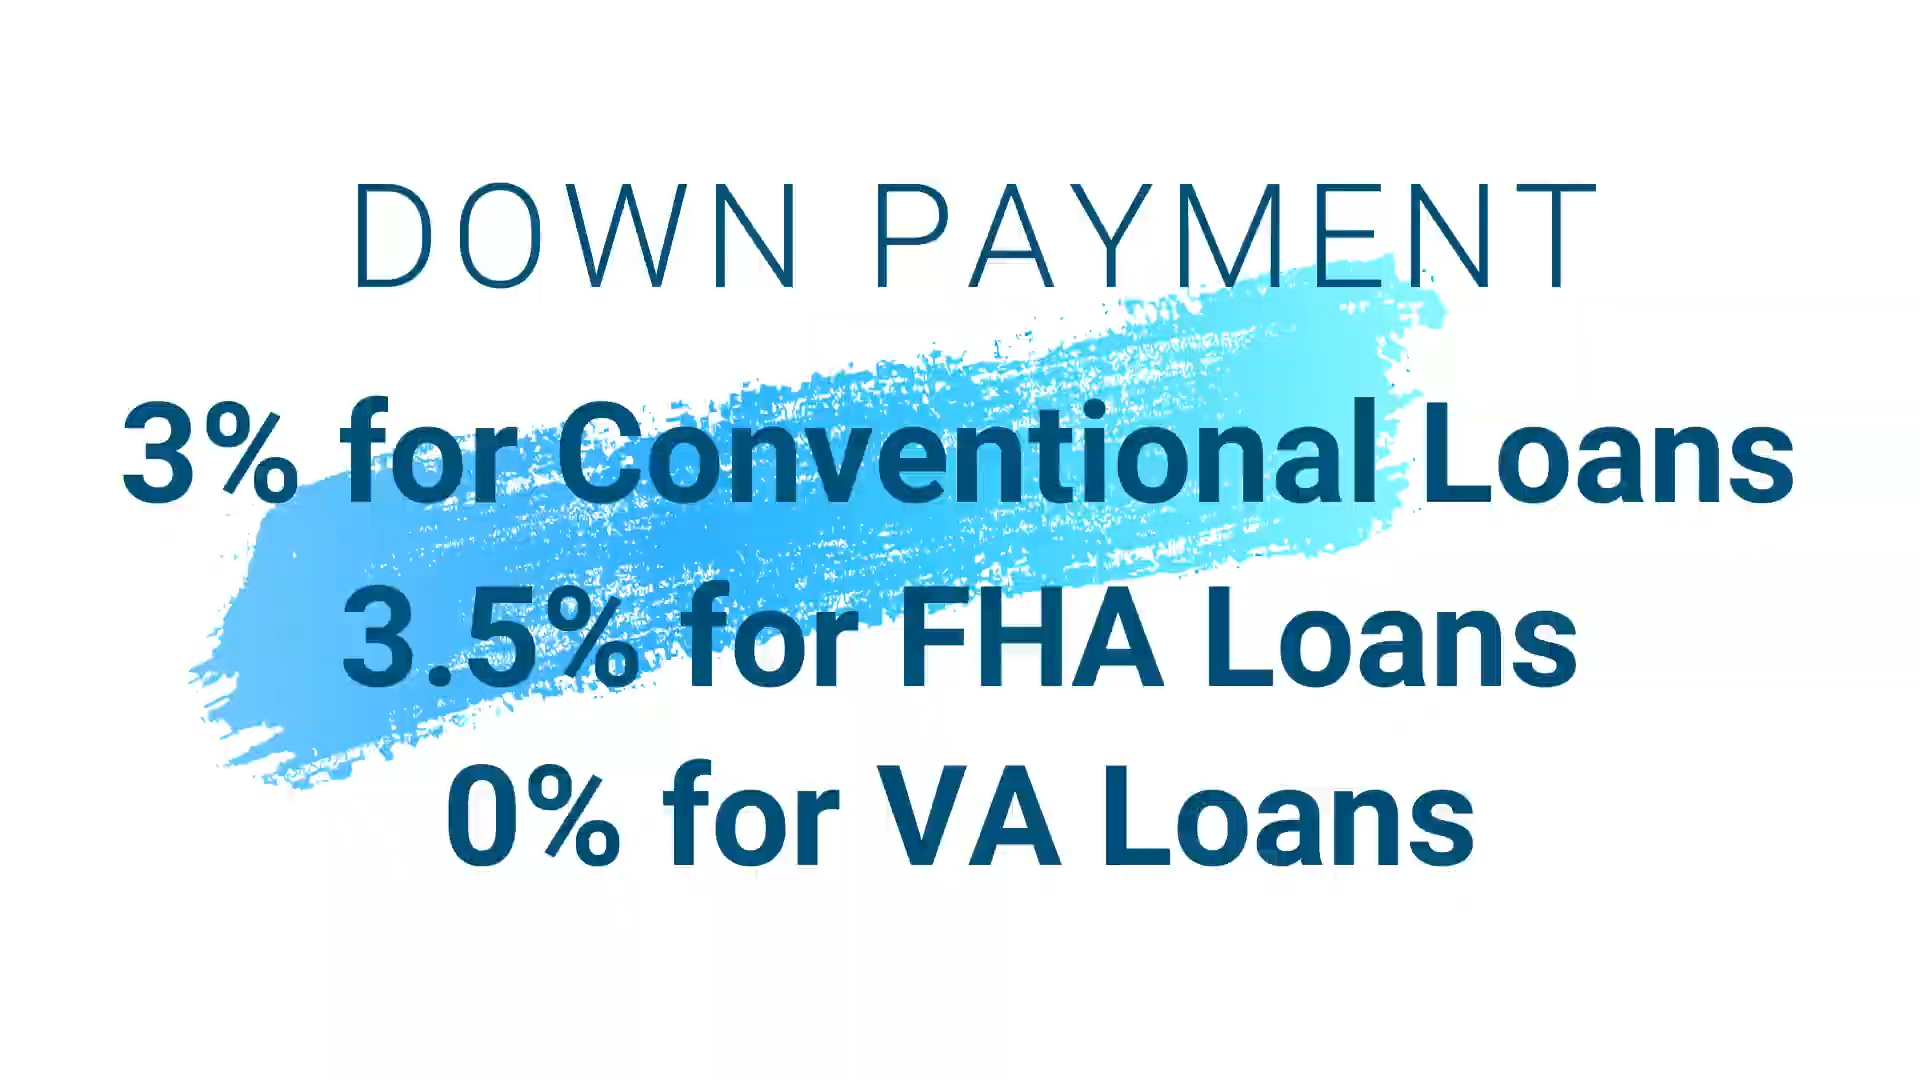 DOWN PAYMENT
3% for Conventional Loans
3.5% for FHA Loans
0% for VA Loans